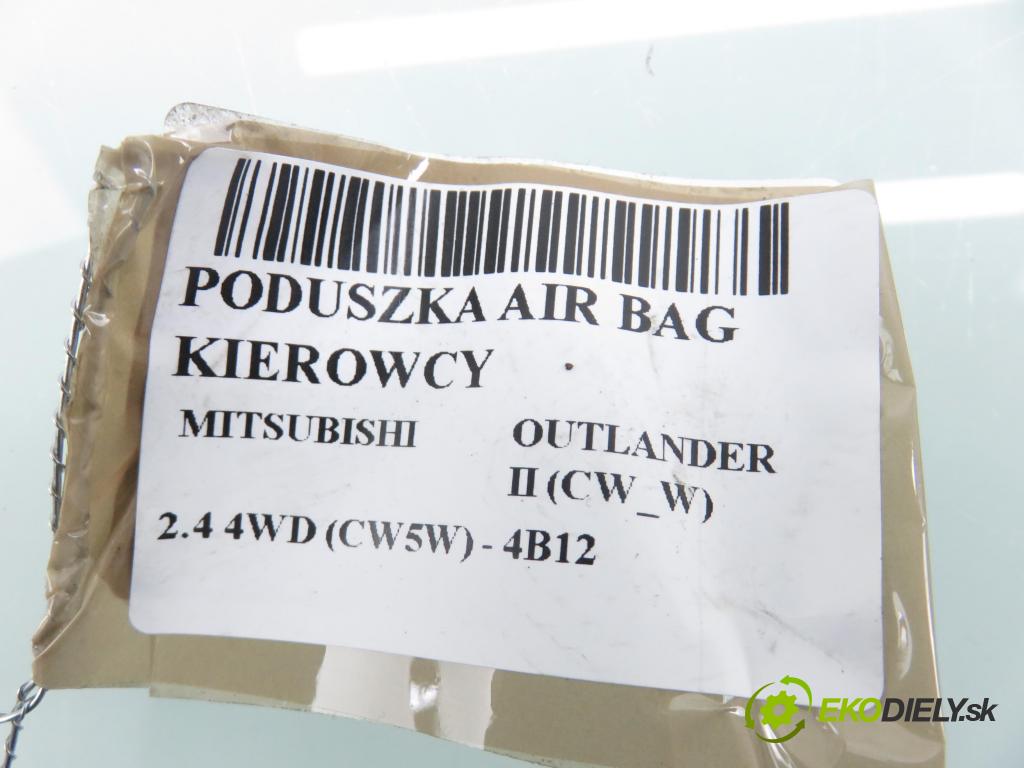 PODUSZKA AIR BAG
KIEROWCY
MITSUBISHI OUTLANDER
II (CW_W)
2.4 4WD (CW5W) - 4B12
EKODIELY.sk